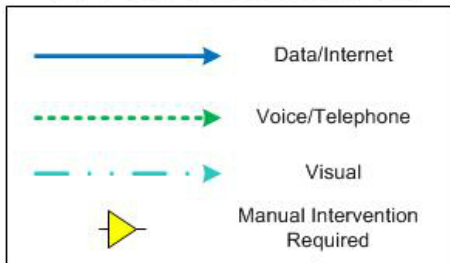 Data/Internet
Voice/Telephone
Visual
Manual Intervention
Required